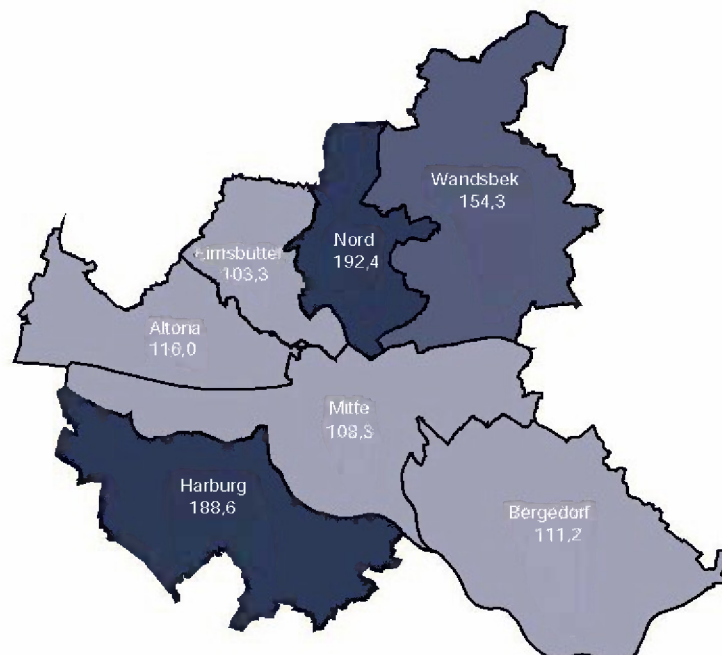 Wandsbek
154,3
Nord
192,4
Eimsbüttel
103,3
Altona
116,0
Mitte
108,3
Harburg
188,6
Bergedorf
111,2